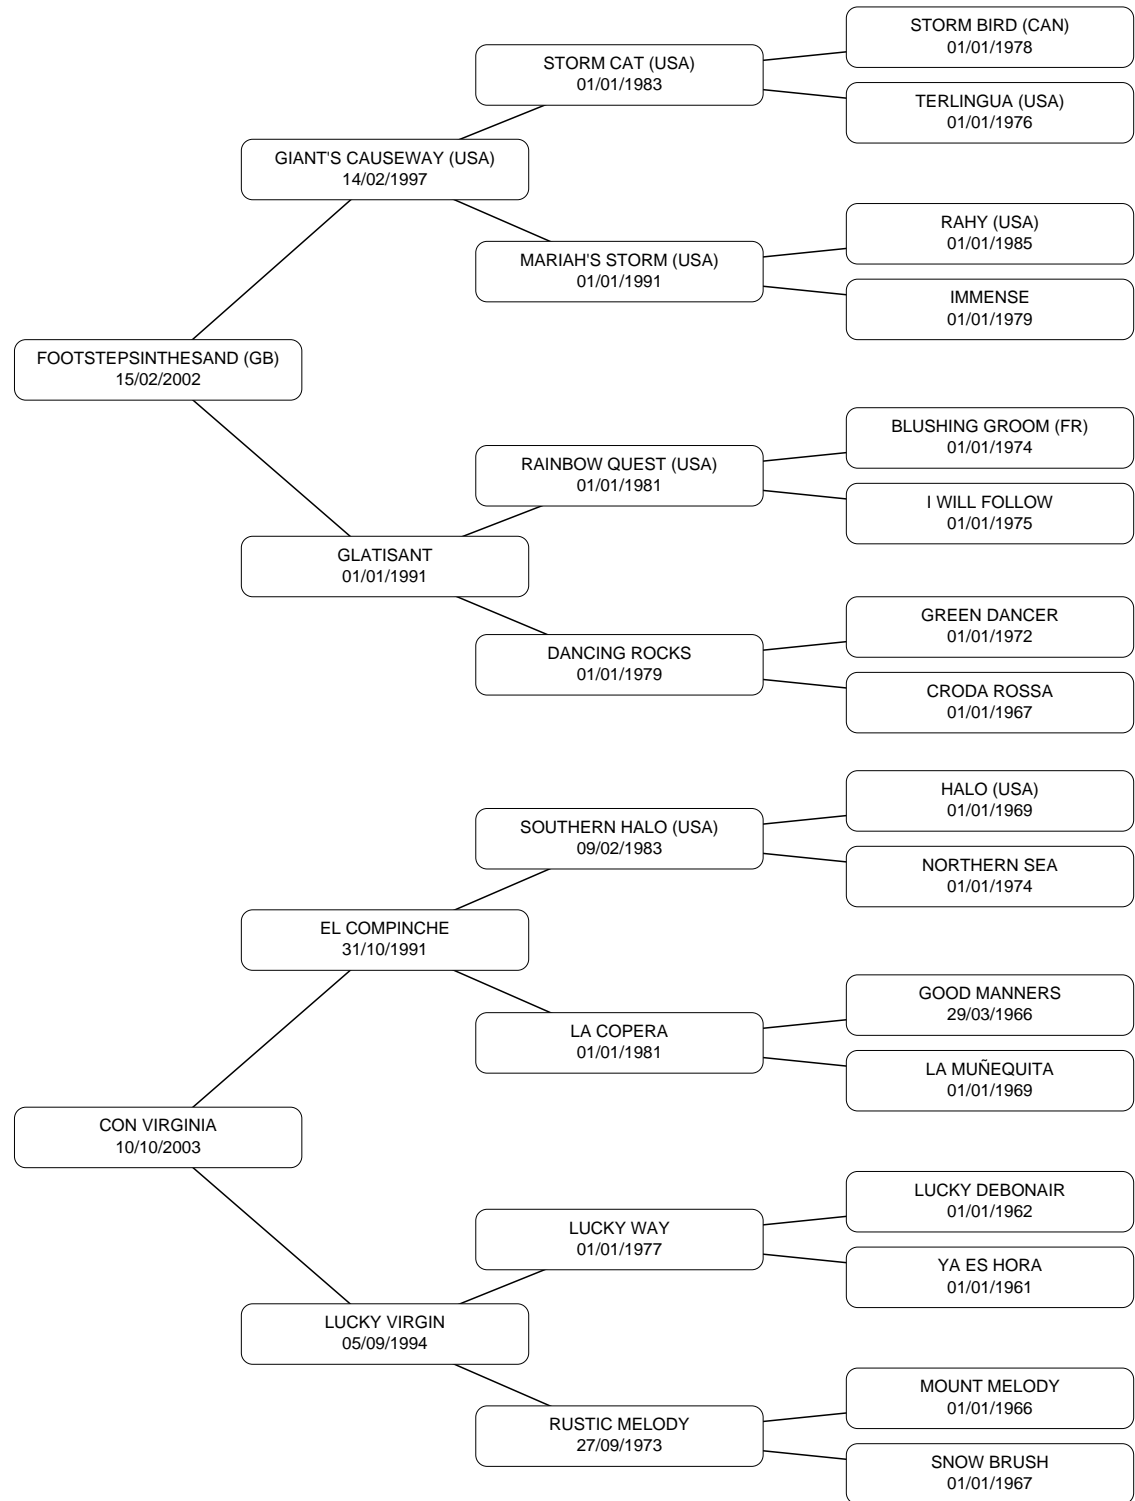 STORM BIRD (CAN)
01/01/1978
STORM CAT (USA)
01/01/1983
TERLINGUA (USA)
01/01/1976
GIANT'S CAUSEWAY (USA)
14/02/1997
RAHY (USA)
01/01/1985
MARIAH'S STORM (USA)
01/01/1991
IMMENSE
01/01/1979
FOOTSTEPSINTHESAND (GB)
15/02/2002
BLUSHING GROOM (FR)
01/01/1974
RAINBOW QUEST (USA)
01/01/1981
I WILL FOLLOW
01/01/1975
GLATISANT
01/01/1991
GREEN DANCER
01/01/1972
DANCING ROCKS
01/01/1979
CRODA ROSSA
01/01/1967
HALO (USA)
01/01/1969
SOUTHERN HALO (USA)
09/02/1983
NORTHERN SEA
01/01/1974
EL COMPINCHE
31/10/1991
GOOD MANNERS
29/03/1966
LA COPERA
01/01/1981
LA MUÑEQUITA
01/01/1969
CON VIRGINIA
10/10/2003
LUCKY DEBONAIR
01/01/1962
LUCKY WAY
01/01/1977
YA ES HORA
01/01/1961
LUCKY VIRGIN
05/09/1994
MOUNT MELODY
01/01/1966
RUSTIC MELODY
27/09/1973
SNOW BRUSH
01/01/1967